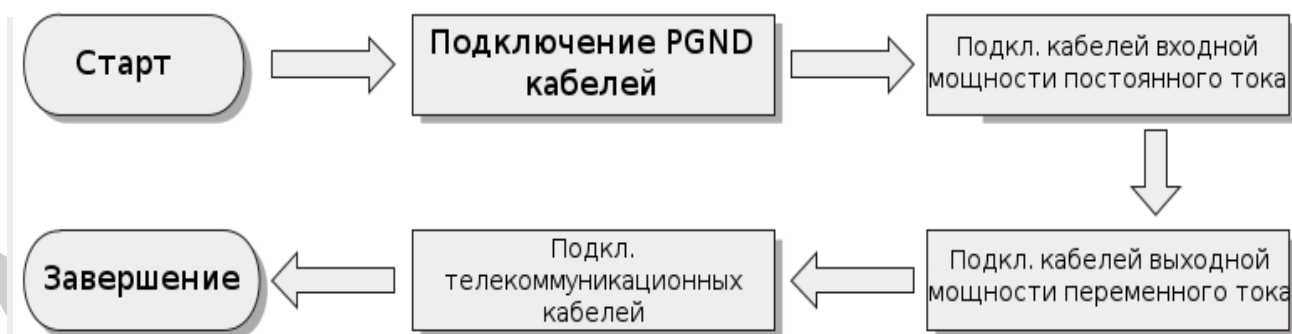 Старт
Подключение PGND
кабелей
Подкл. кабелей входной
мощности постоянного тока
Подкл. кабелей выходной
мощности переменного тока
Подкл.
телекоммуникационных
кабелей
Завершение